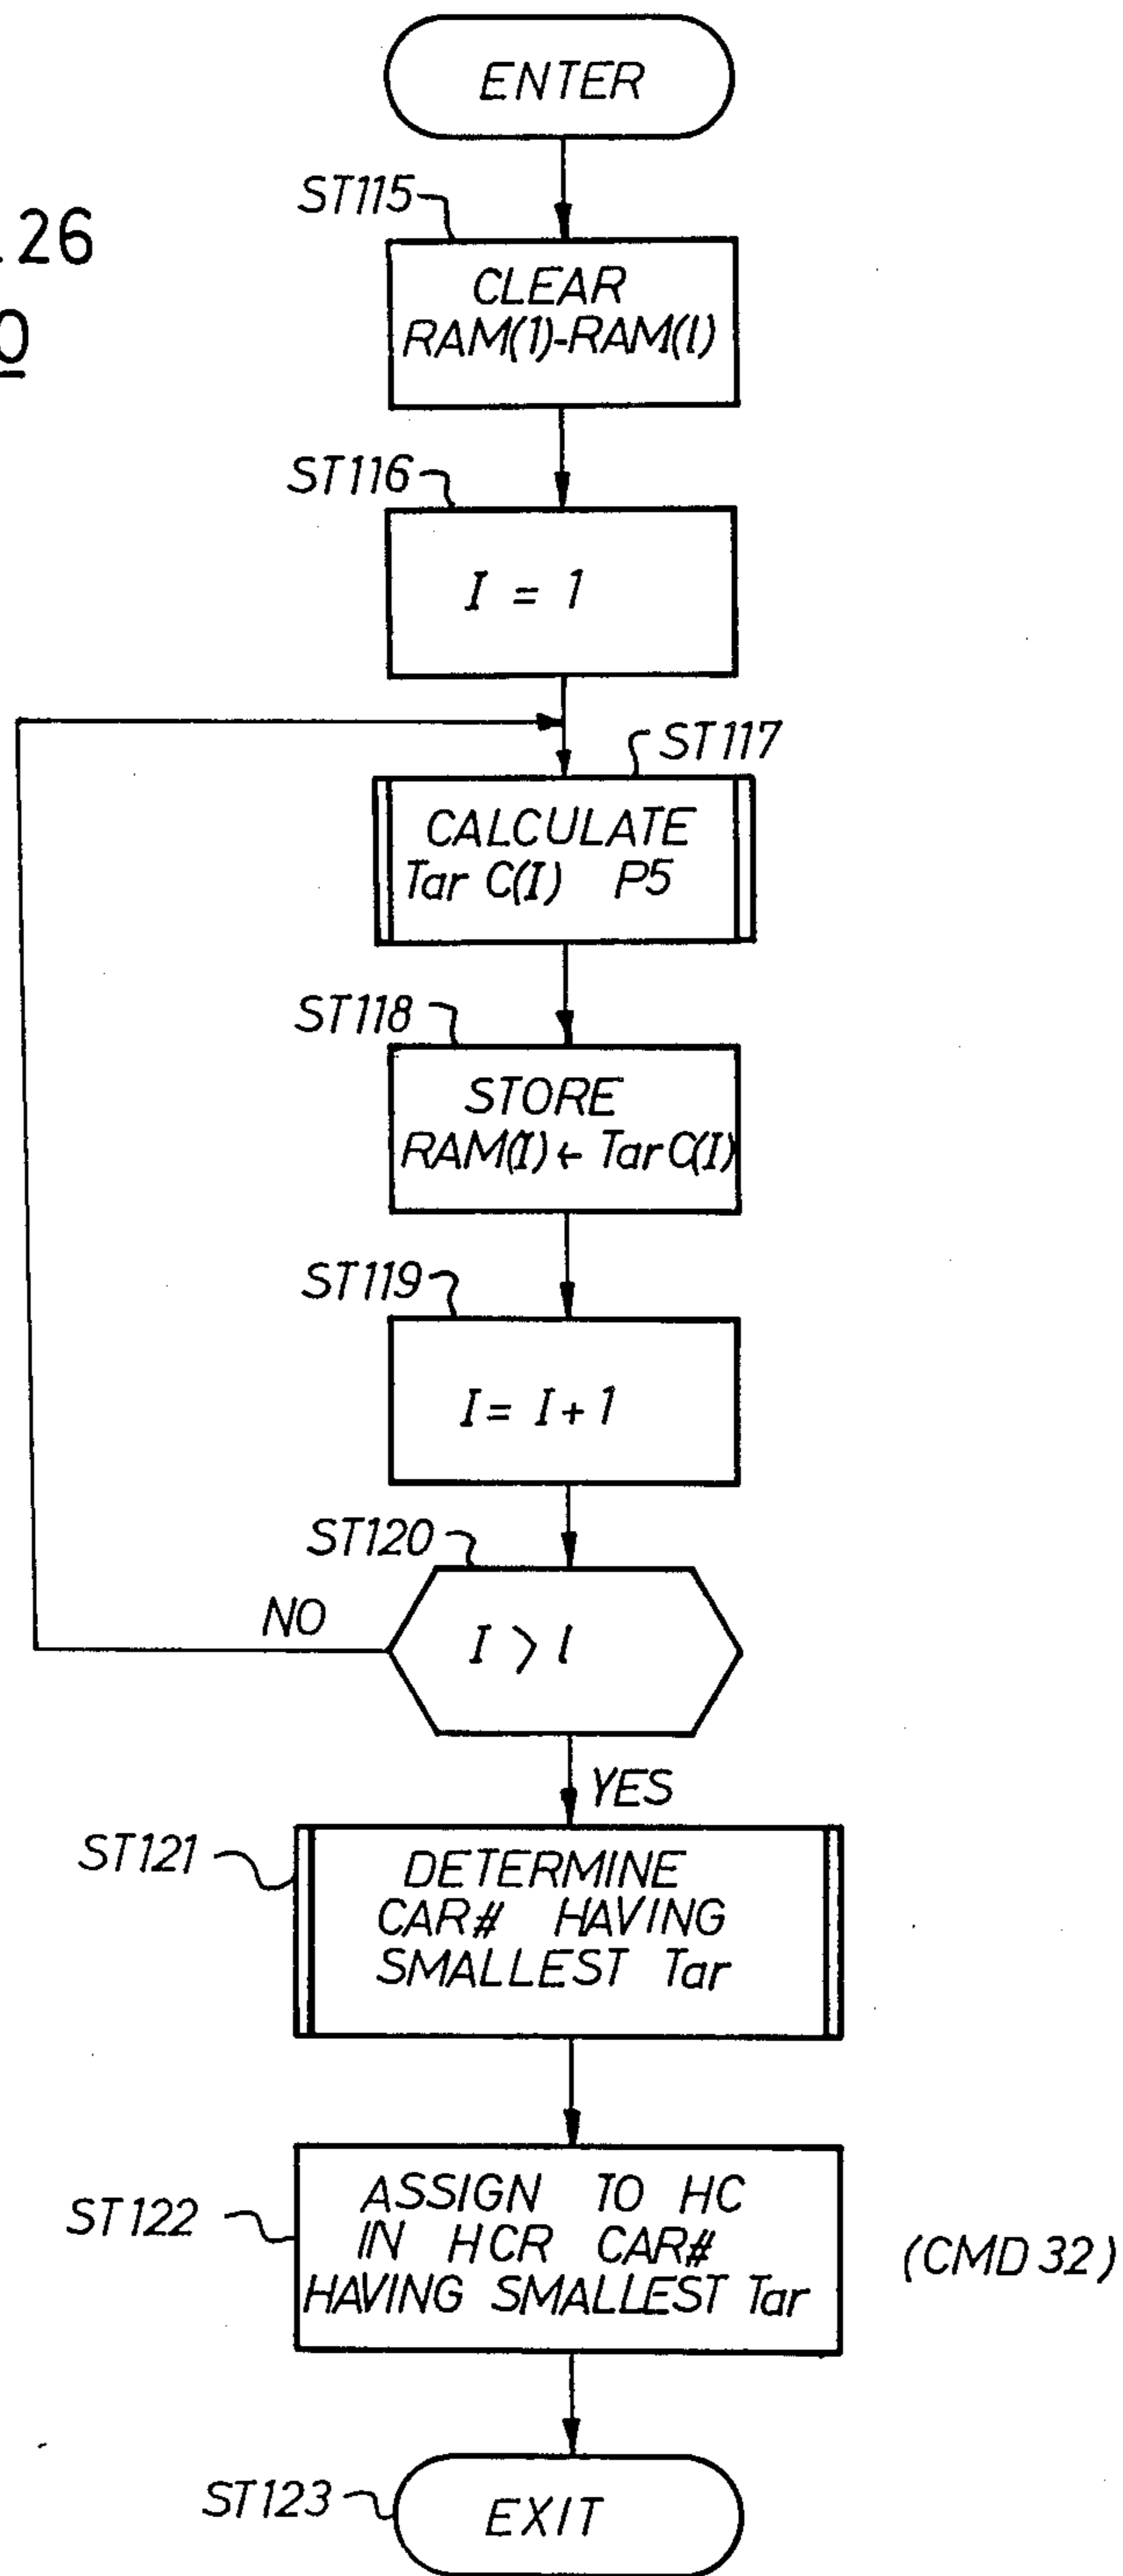 ENTER
ST115
26
CLEAR
RAM(1)-RAM(l)
ST116
I = 1
ST117
CALCULATE
Tar C(I) P5
ST118
STORE
RAM(I) ← Tar C(I)
ST119
I = I + 1
ST120
NO
I > l
YES
ST121
DETERMINE
CAR# HAVING
SMALLEST Tar
ST122
ASSIGN TO HC
IN HCR CAR#
HAVING SMALLEST Tar
(CMD 32)
ST123
EXIT